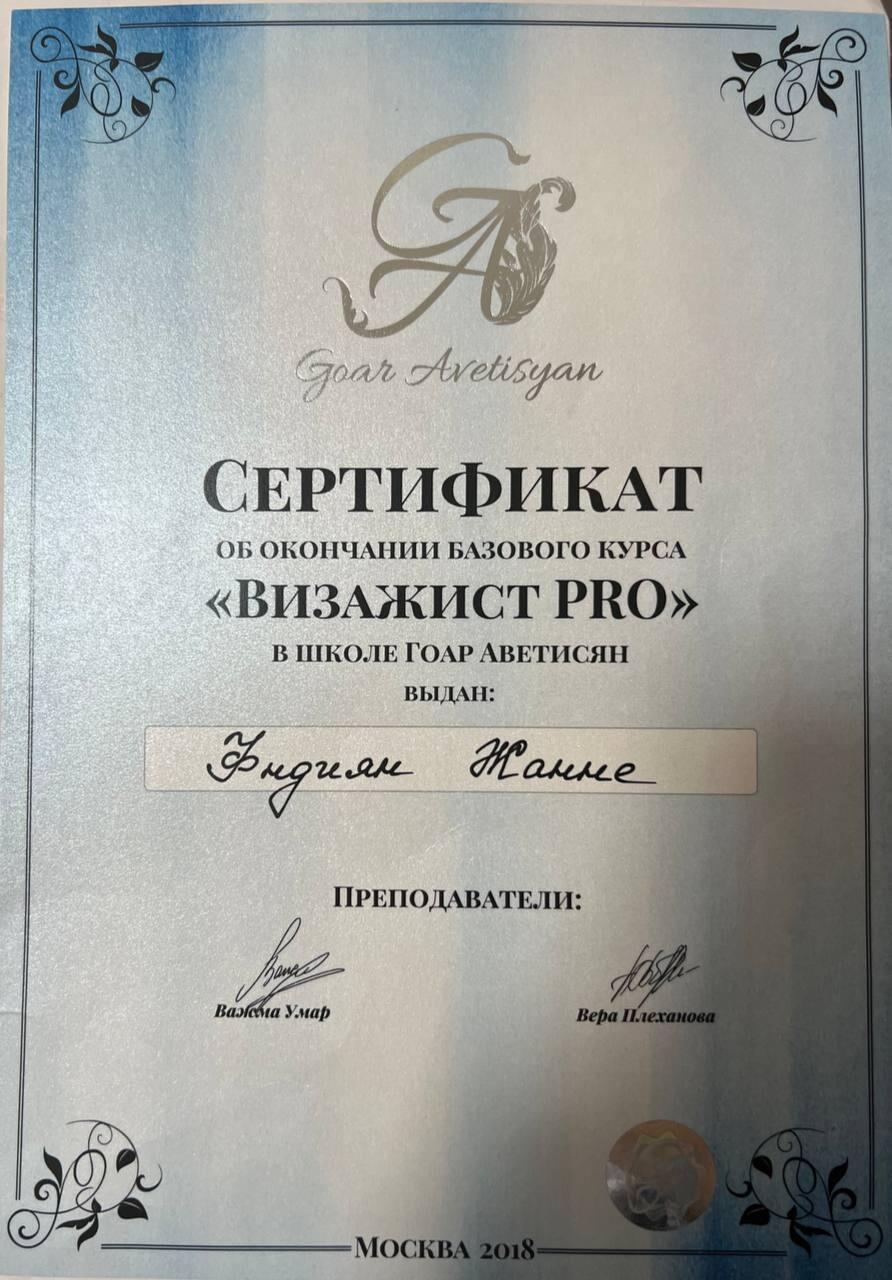 GA
Goar Avetisyan
СЕРТИФИКАТ
ОБ ОКОНЧАНИИ БАЗОВОГО КУРСА
«ВИЗАЖИСТ PRO»
В ШКОЛЕ ГОАР АВЕТИСЯН
ВЫДАН:
Жанне
ПРЕПОДАВАТЕЛИ:
Важма Умар Вера Плеханова
МОСКВА 2018